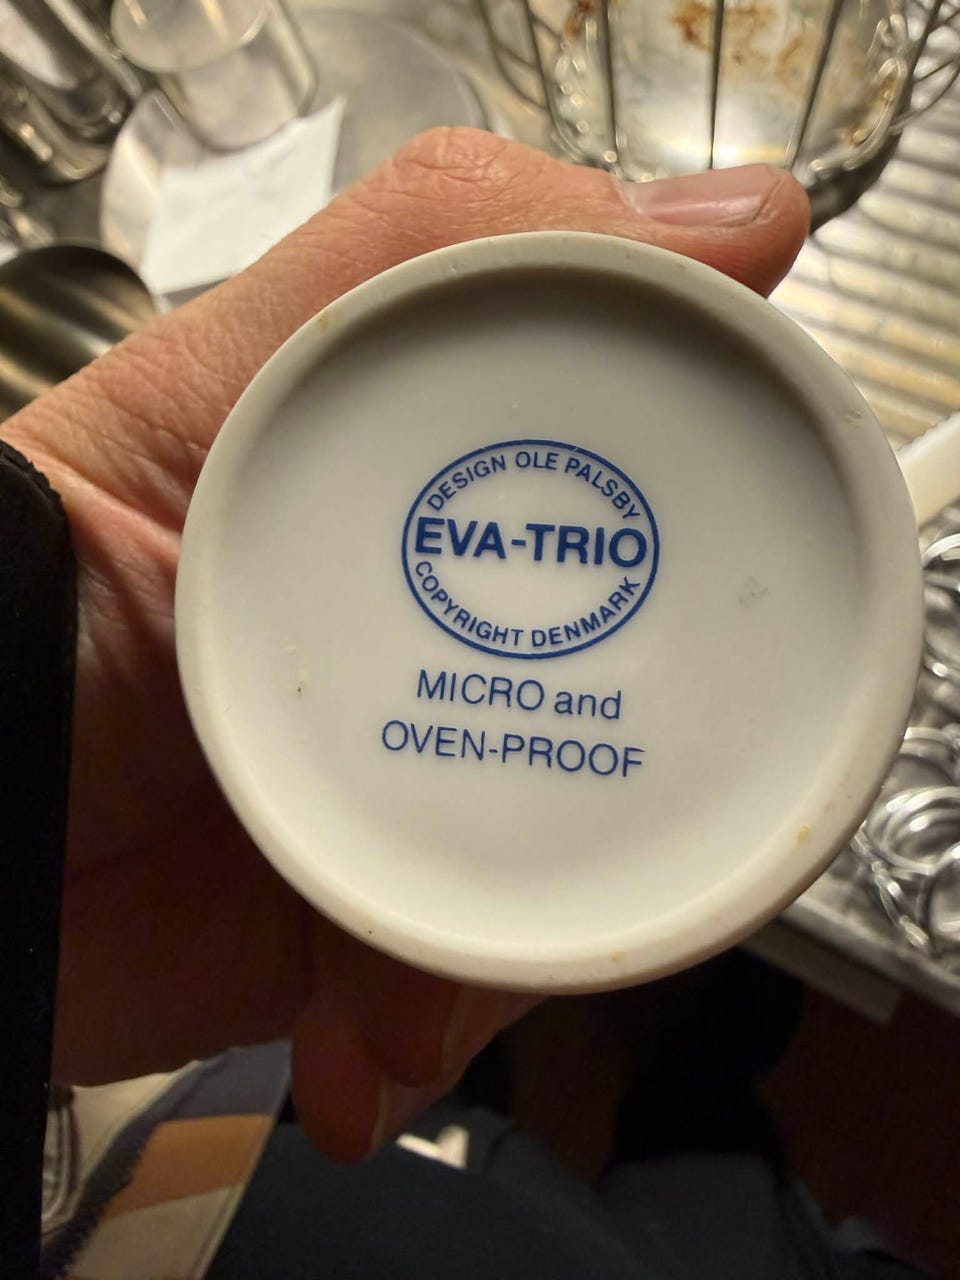 DESIGN OLE PALSBY
EVA-TRIO
COPYRIGHT DENMARK
MICRO and
OVEN-PROOF